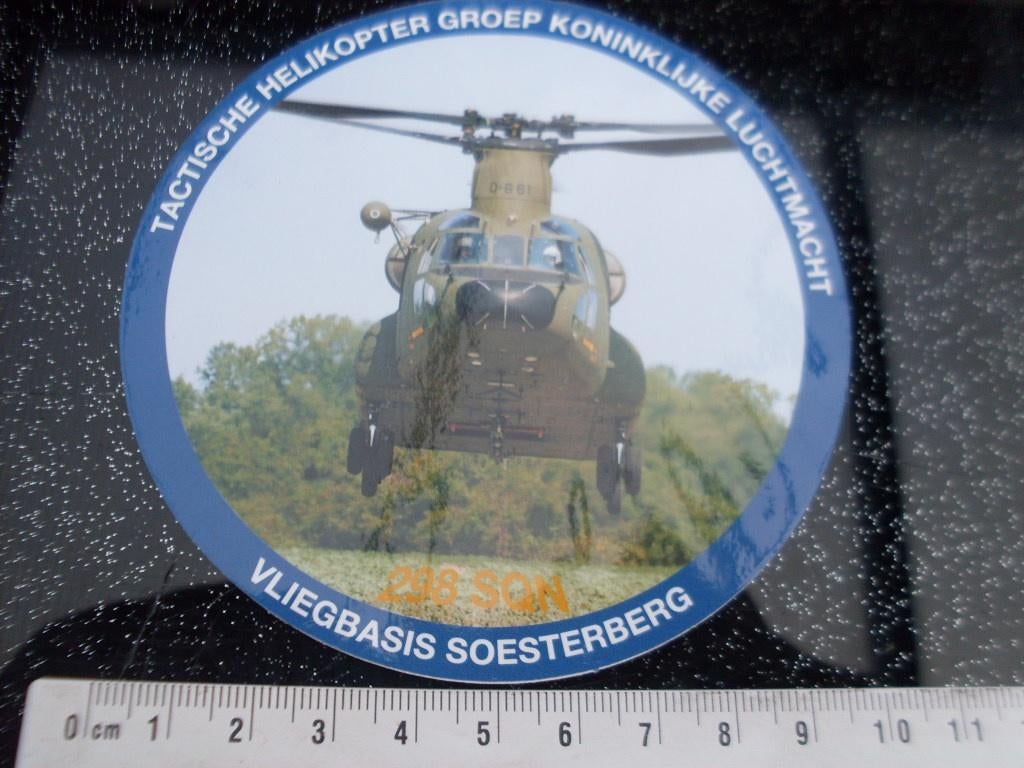 TACTISCHE HELIKOPTER GROEP KONINKLIJKE LUCHTMACHT
D-661
298 SQN
VLIEGBASIS SOESTERBERG
0 cm 1 2 3 4 5 6 7 8 9 10 11